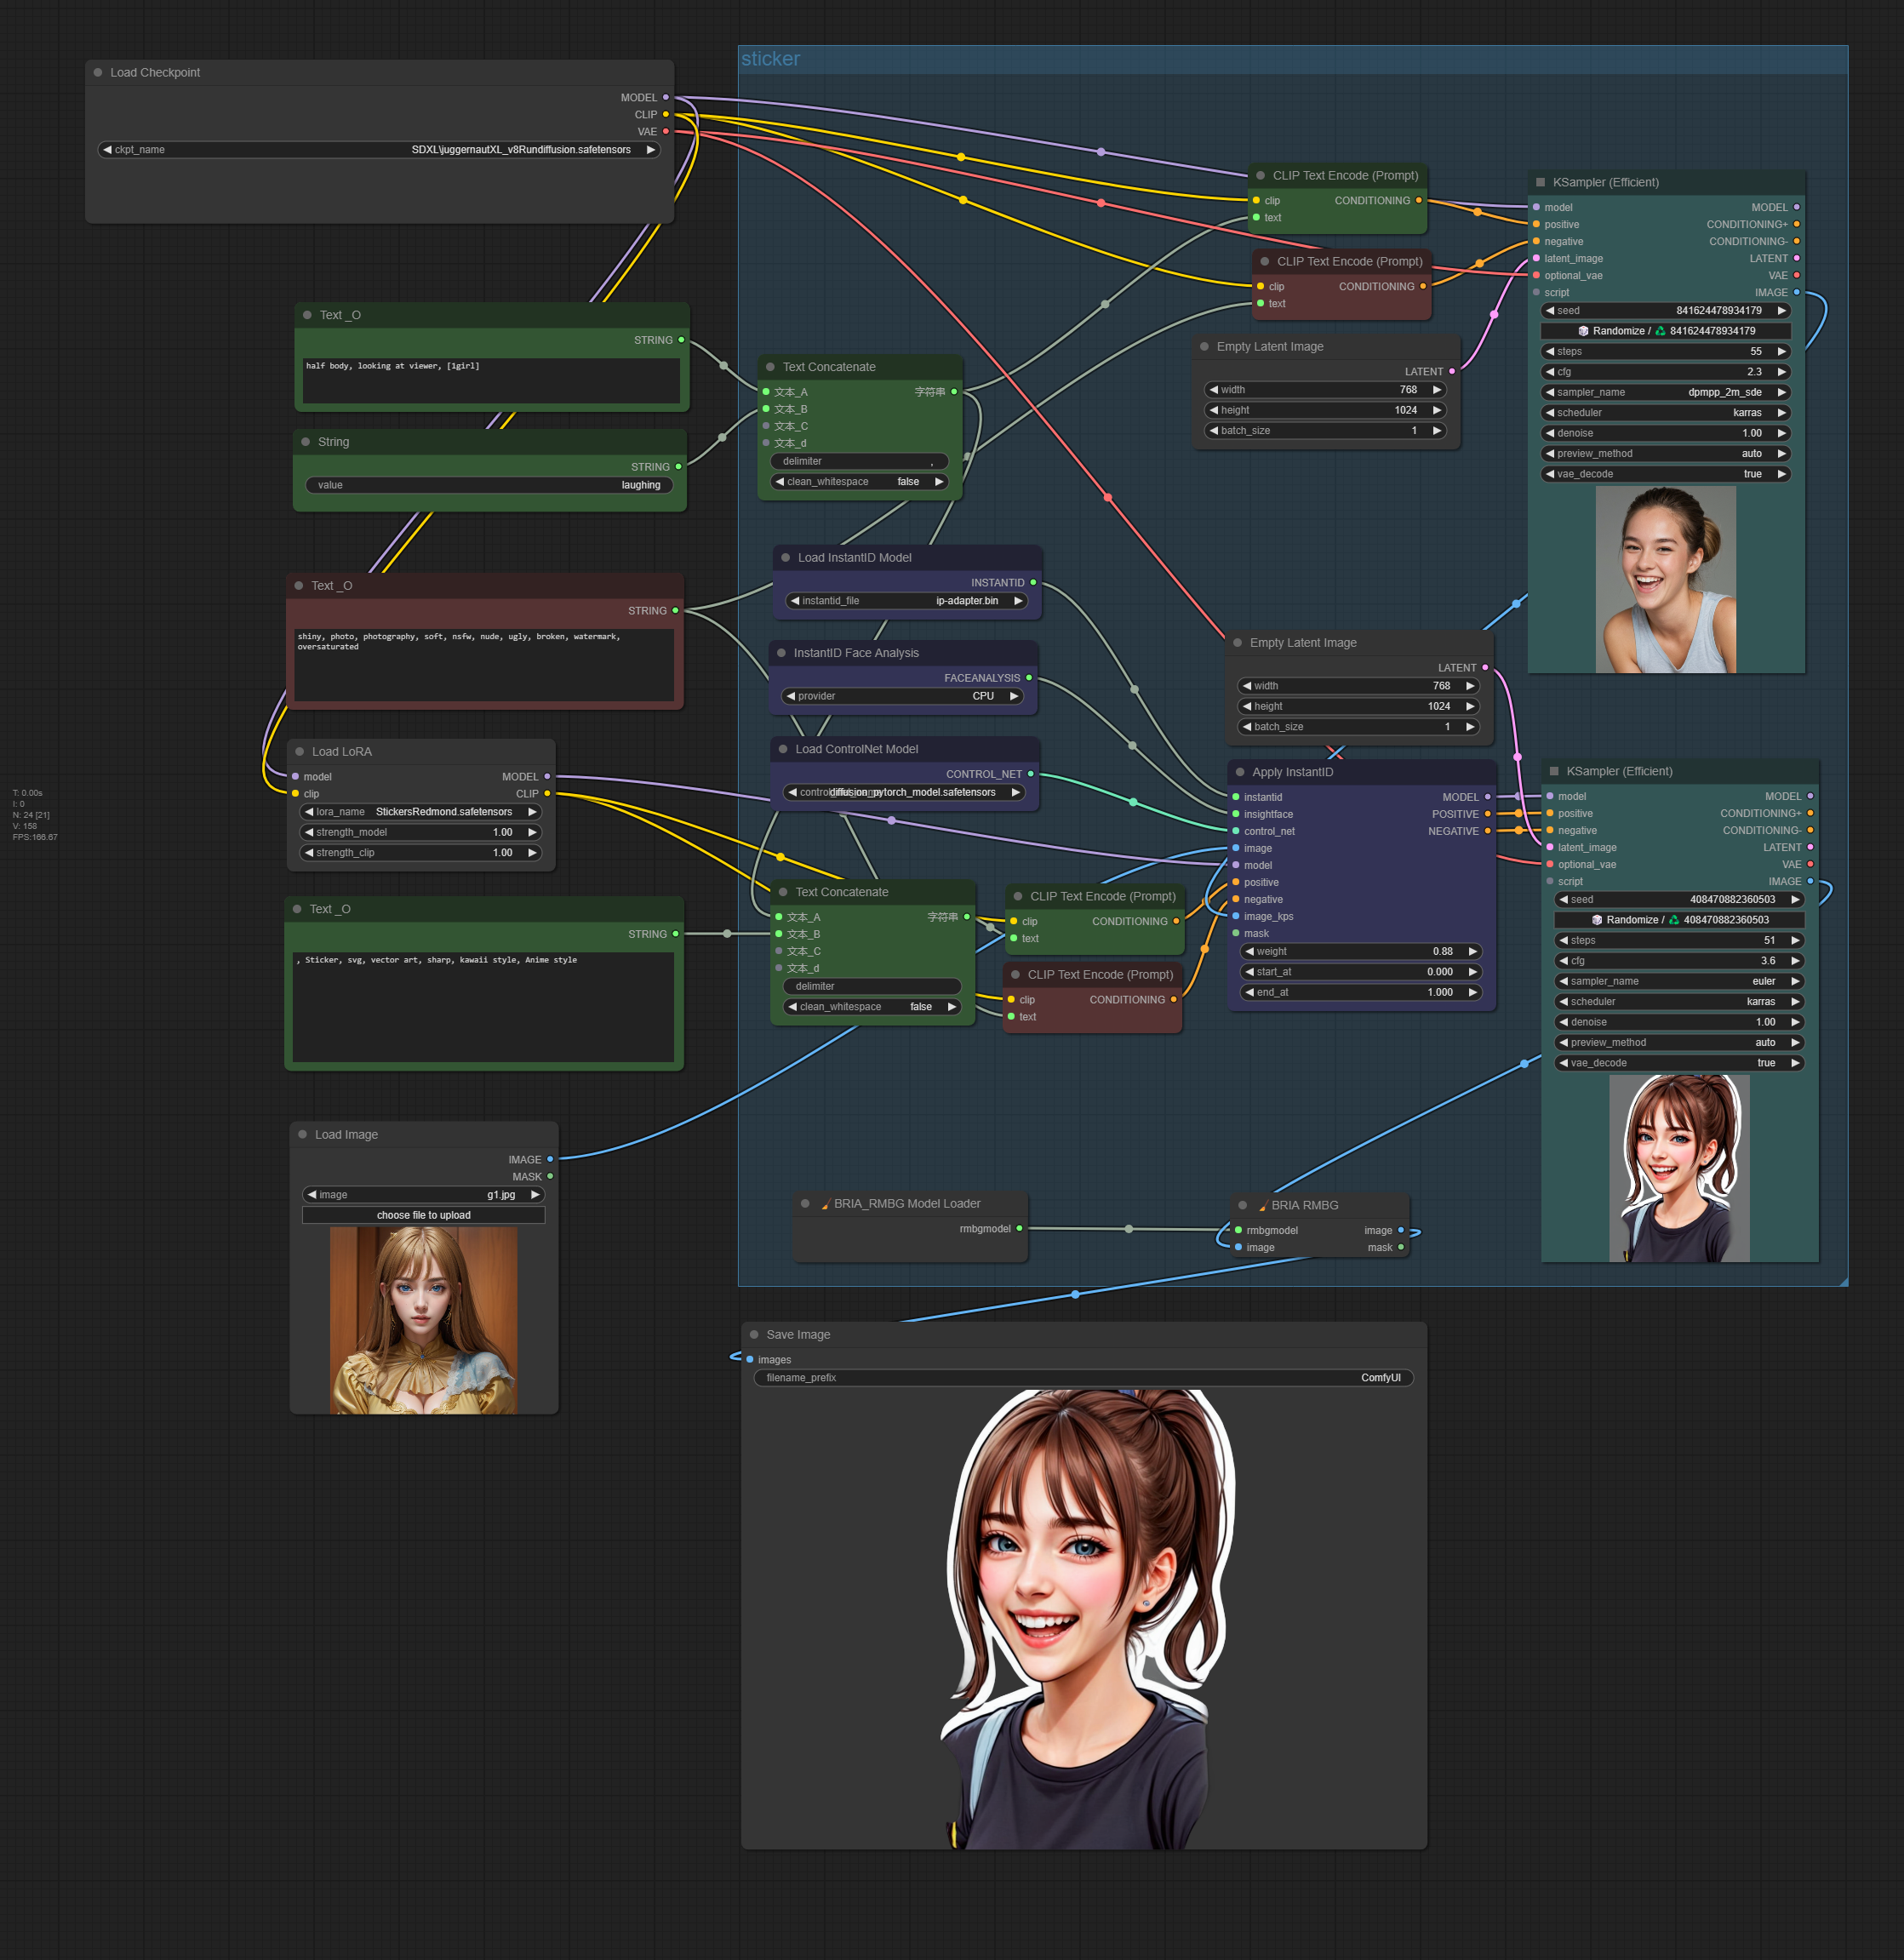 sticker
Load Checkpoint
MODEL
CLIP
VAE
ckpt_name SDXL\juggernautXL_v8Rundiffusion.safetensors
Text _O
STRING
half body, looking at viewer, [1girl]
String
STRING
value laughing
Text _O
STRING
shiny, photo, photography, soft, nsfw, nude, ugly, broken, watermark,
oversaturated
Load LoRA
model MODEL
clip CLIP
lora_name StickersRedmond.safetensors
strength_model 1.00
strength_clip 1.00
T: 0.00s
I: 0
N: 24 [21]
V: 158
FPS:166.67
Text _O
STRING
, Sticker, svg, vector art, sharp, kawaii style, Anime style
Load Image
IMAGE
MASK
image g1.jpg
choose file to upload
Text Concatenate
文本_A 字符串
文本_B
文本_C
文本_d
delimiter ,
clean_whitespace false
Load InstantID Model
INSTANTID
instantid_file ip-adapter.bin
InstantID Face Analysis
FACEANALYSIS
provider CPU
Load ControlNet Model
CONTROL_NET
diffusion_pytorch_model.safetensors
Text Concatenate
文本_A 字符串
文本_B
文本_C
文本_d
delimiter
clean_whitespace false
CLIP Text Encode (Prompt)
clip CONDITIONING
text
CLIP Text Encode (Prompt)
clip CONDITIONING
text
CLIP Text Encode (Prompt)
clip CONDITIONING
text
CLIP Text Encode (Prompt)
clip CONDITIONING
text
Empty Latent Image
LATENT
width 768
height 1024
batch_size 1
KSampler (Efficient)
model MODEL
positive CONDITIONING+
negative CONDITIONING-
latent_image LATENT
optional_vae VAE
script IMAGE
seed 841624478934179
Randomize / 841624478934179
steps 55
cfg 2.3
sampler_name dpmpp_2m_sde
scheduler karras
denoise 1.00
preview_method auto
vae_decode true
Empty Latent Image
LATENT
width 768
height 1024
batch_size 1
Apply InstantID
instantid MODEL
insightface POSITIVE
control_net NEGATIVE
image
model
positive
negative
image_kps
mask
weight 0.88
start_at 0.000
end_at 1.000
KSampler (Efficient)
model MODEL
positive CONDITIONING+
negative CONDITIONING-
latent_image LATENT
optional_vae VAE
script IMAGE
seed 408470882360503
Randomize / 408470882360503
steps 51
cfg 3.6
sampler_name euler
scheduler karras
denoise 1.00
preview_method auto
vae_decode true
BRIA_RMBG Model Loader
rmbgmodel
BRIA RMBG
rmbgmodel image
image mask
Save Image
images
filename_prefix ComfyUI